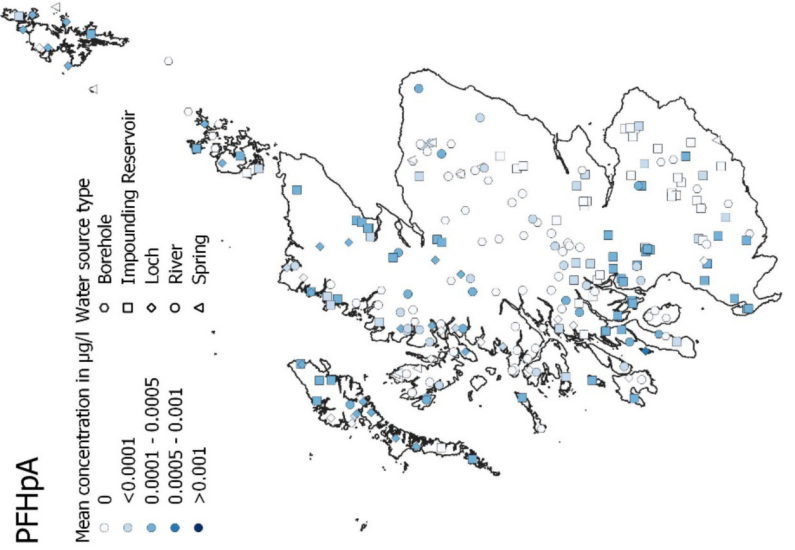 PFHpA
Mean concentration in µg/l
0
<0.0001
0.0001 - 0.0005
0.0005 - 0.001
>0.001
Water source type
Borehole
Impounding Reservoir
Loch
River
Spring